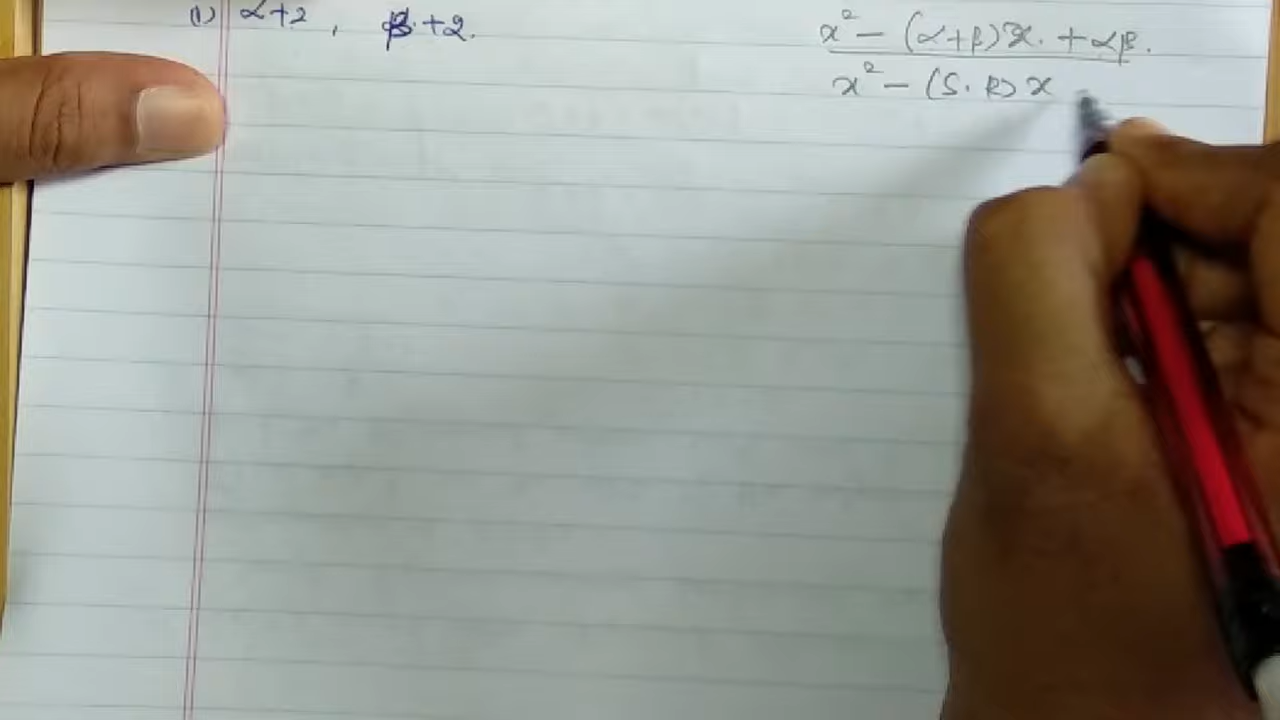 (1) α+2 , β+2.
x² − (α+β)x. + αβ.
x² − (S.R) x